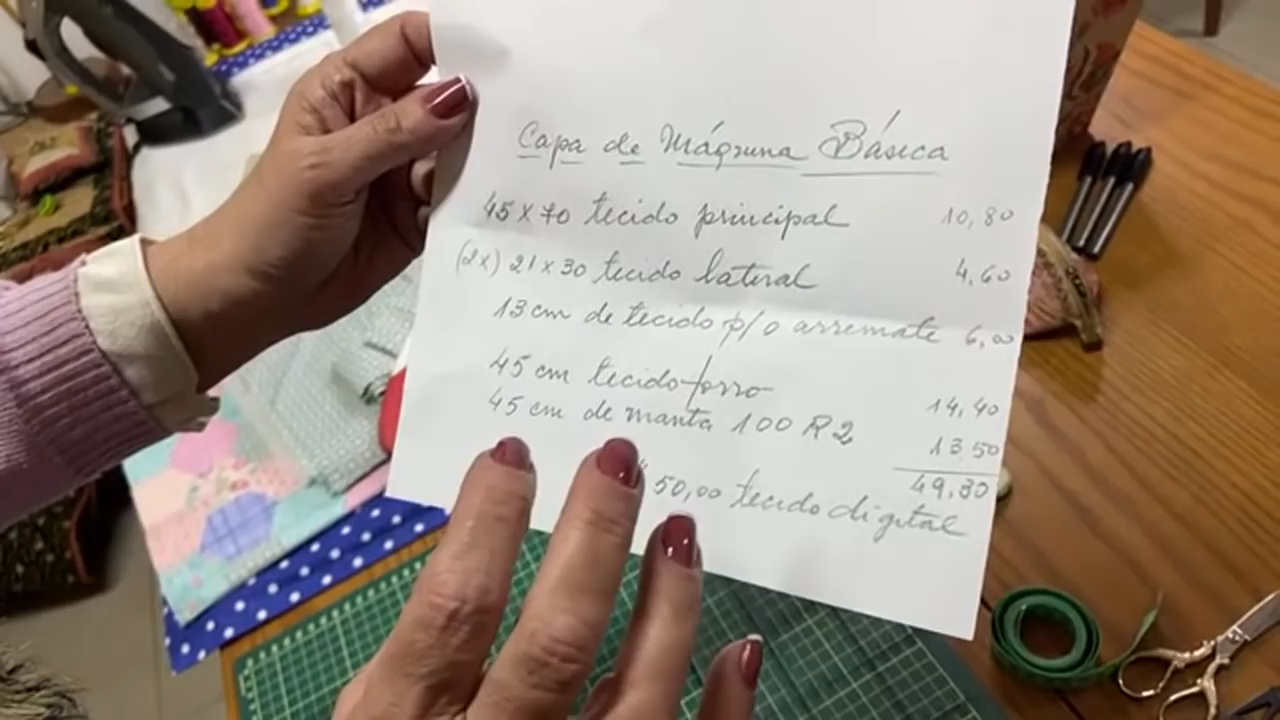 Capa de Máquina Básica
45 x 70 tecido principal 10,80
(2x) 21 x 30 tecido lateral 4,60
13 cm de tecido p/o arremate 6,00
45 cm tecido forro 14,40
45 cm de manta 100 R2 13.50
49.30
50,00 tecido digital